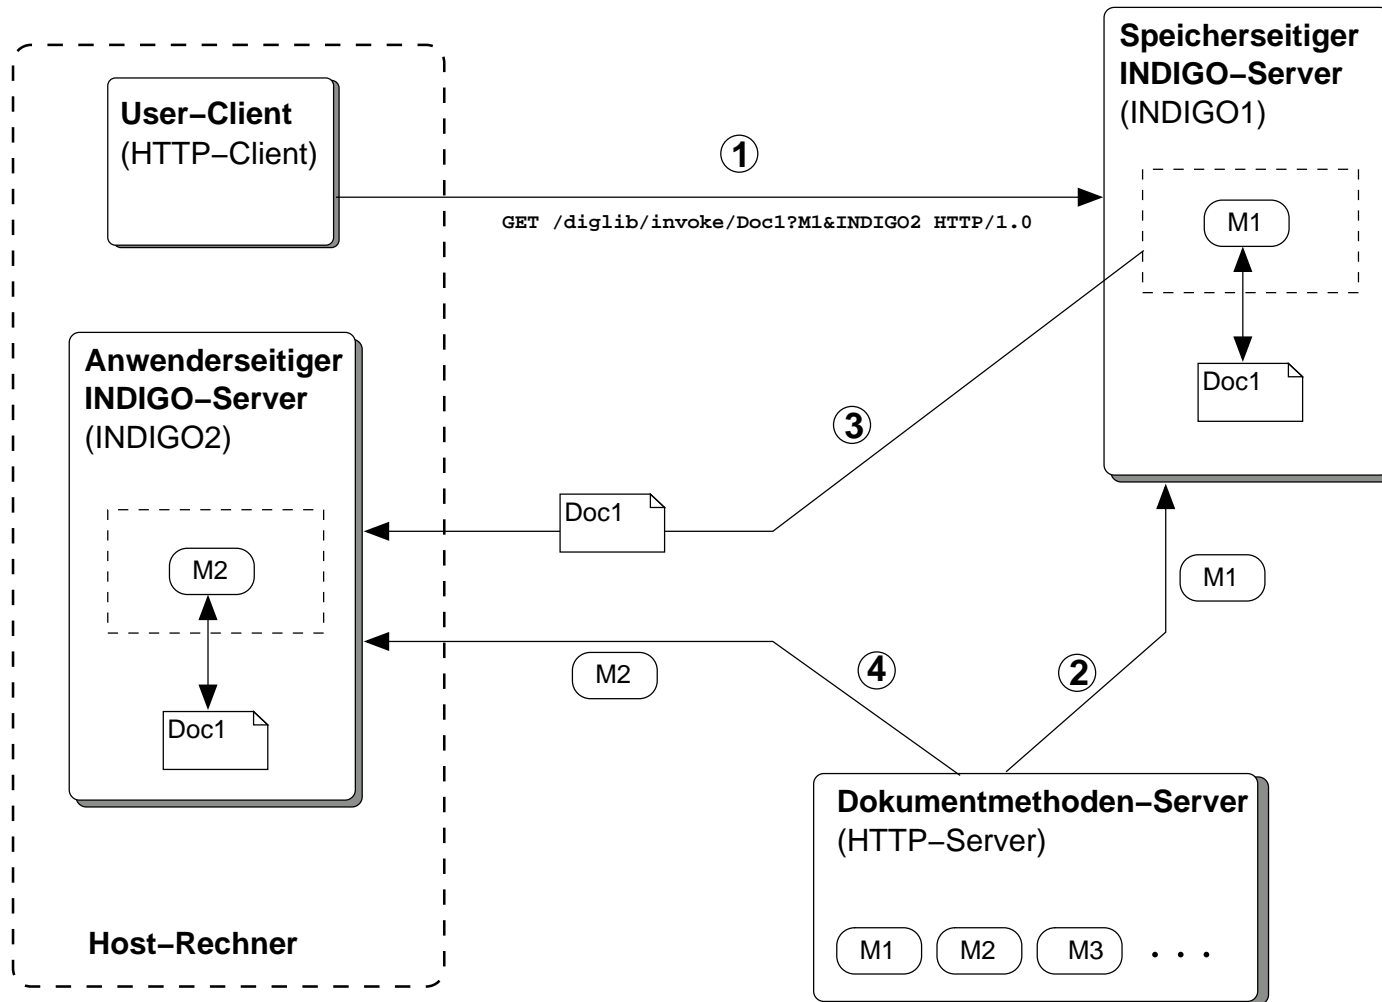 User–Client
(HTTP–Client)
1
GET /diglib/invoke/Doc1?M1&INDIGO2 HTTP/1.0
Speicherseitiger
INDIGO–Server
(INDIGO1)
M1
Doc1
Anwenderseitiger
INDIGO–Server
(INDIGO2)
M2
Doc1
3
Doc1
M1
4
2
M2
Dokumentmethoden–Server
(HTTP–Server)
M1 M2 M3 . . .
Host–Rechner